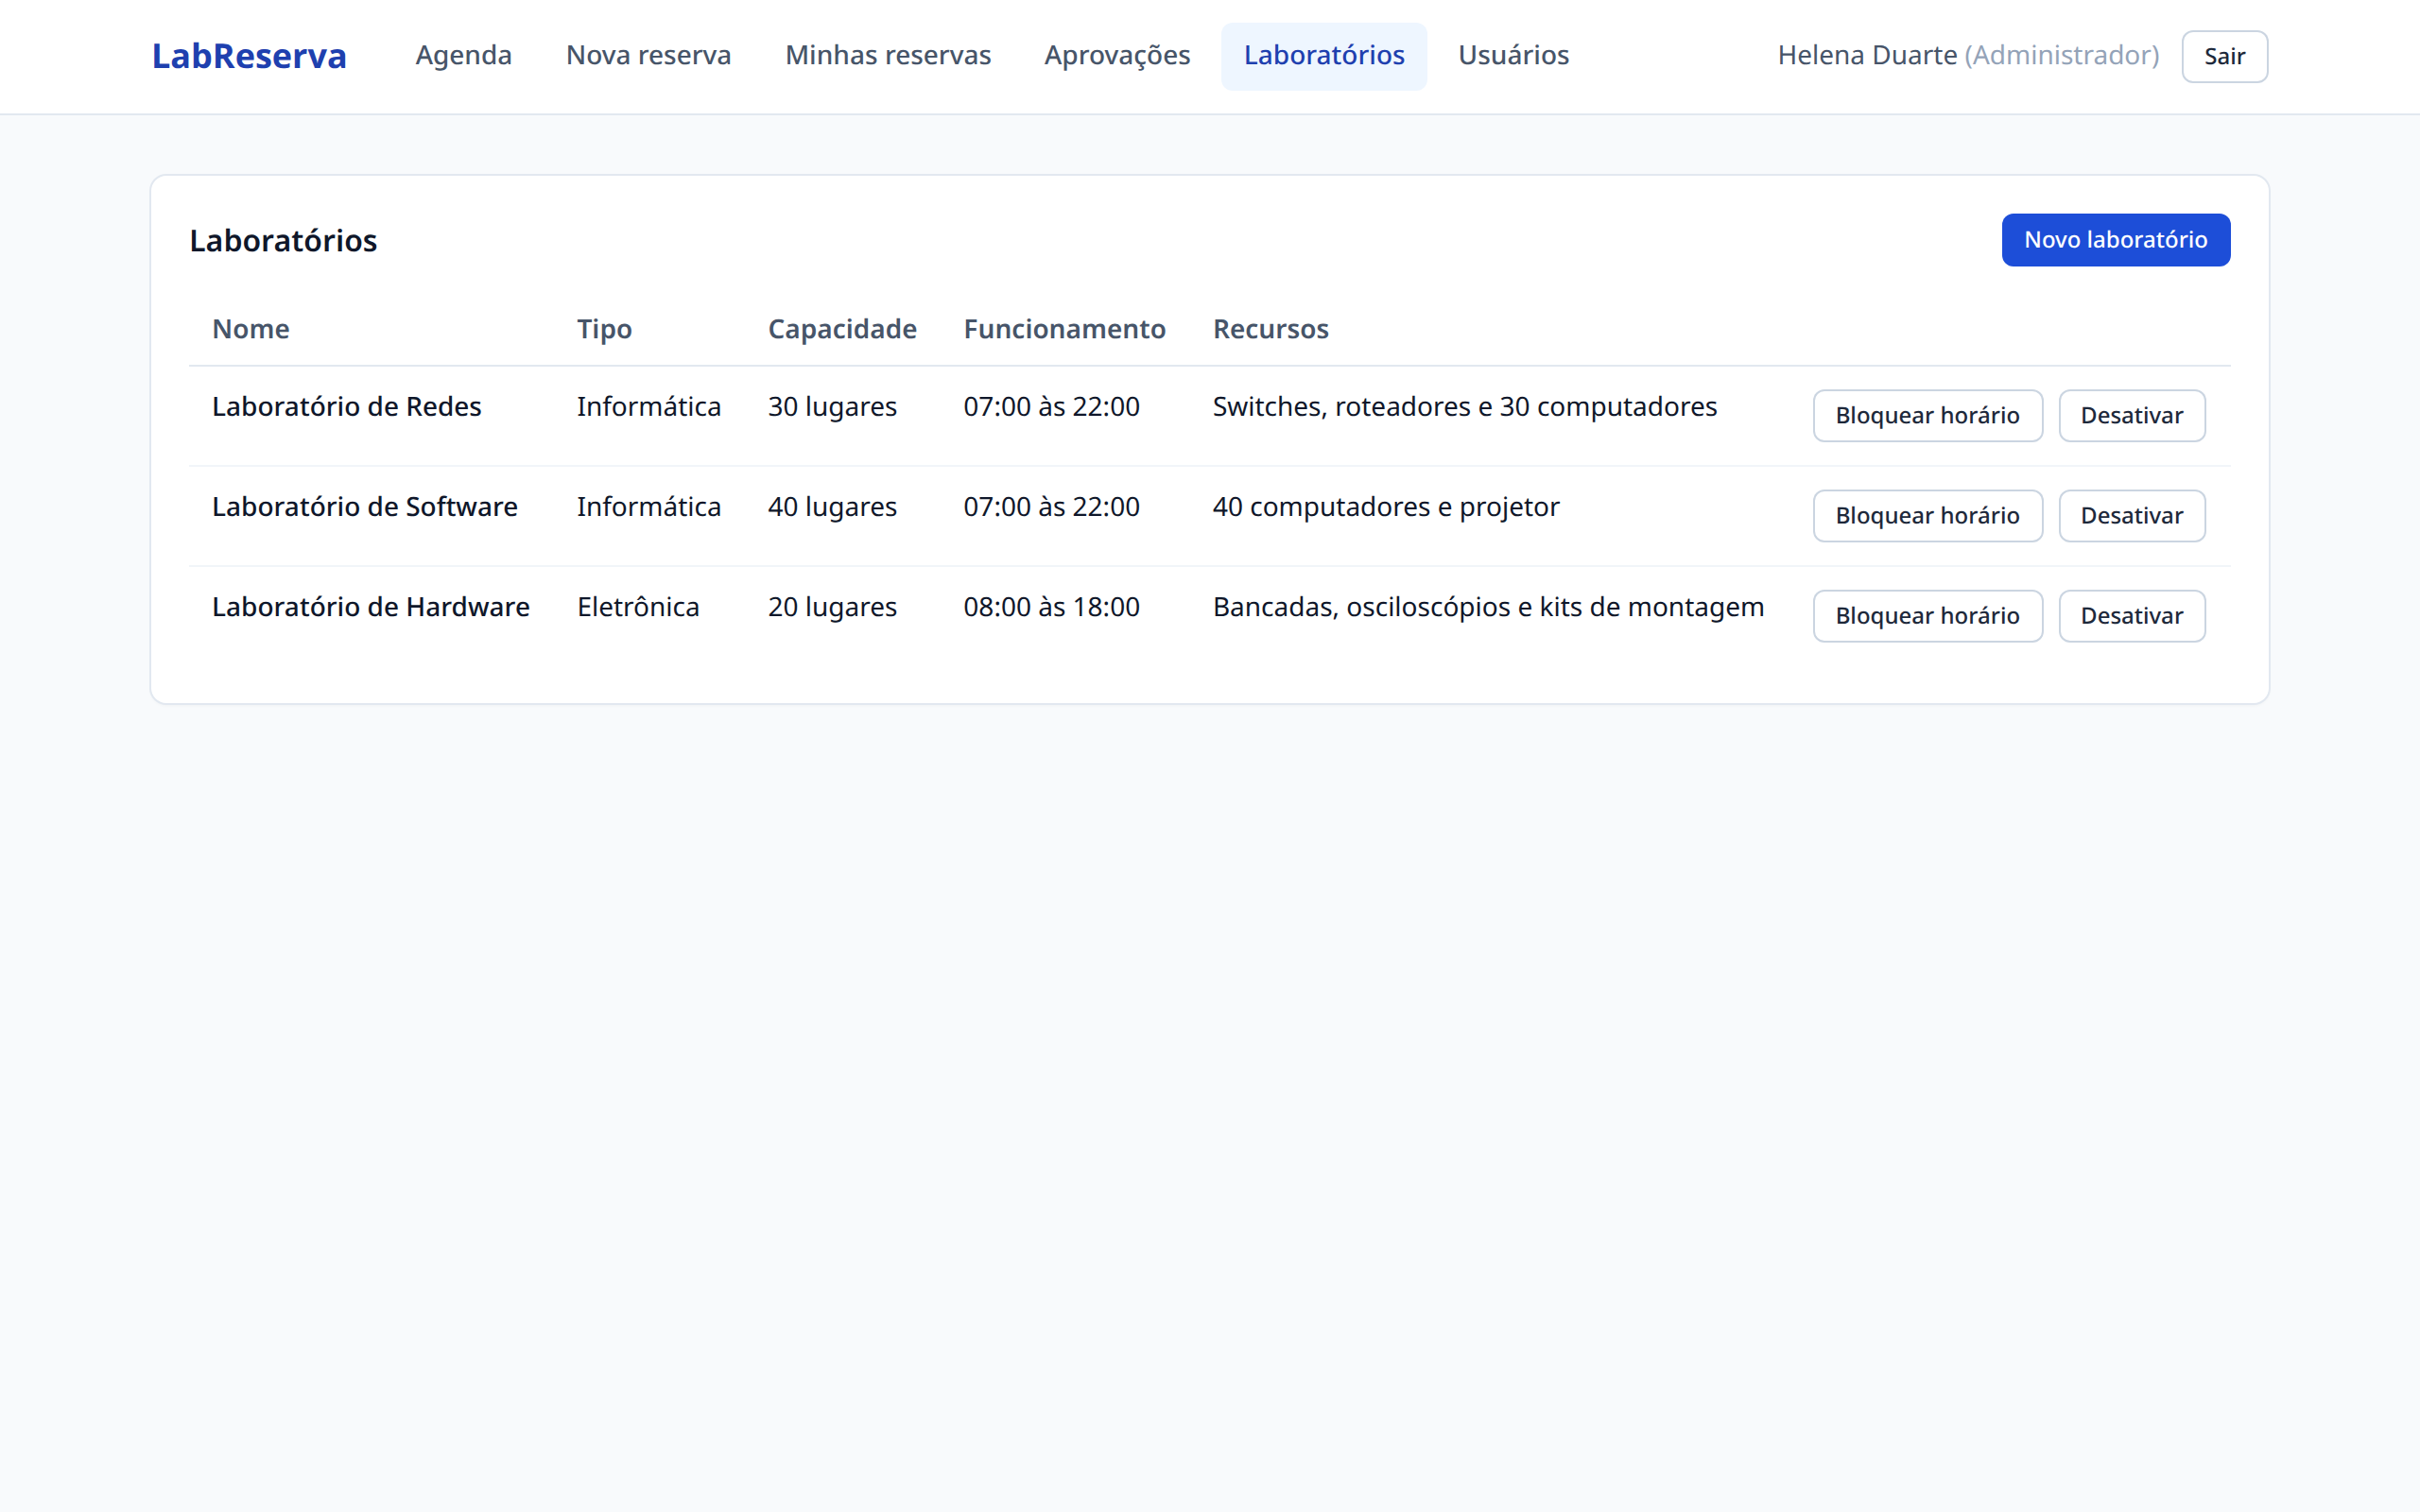 LabReserva Agenda Nova reserva Minhas reservas Aprovações Laboratórios Usuários Helena Duarte (Administrador) Sair
Laboratórios Novo laboratório
Nome Tipo Capacidade Funcionamento Recursos
Laboratório de Redes Informática 30 lugares 07:00 às 22:00 Switches, roteadores e 30 computadores Bloquear horário Desativar
Laboratório de Software Informática 40 lugares 07:00 às 22:00 40 computadores e projetor Bloquear horário Desativar
Laboratório de Hardware Eletrônica 20 lugares 08:00 às 18:00 Bancadas, osciloscópios e kits de montagem Bloquear horário Desativar